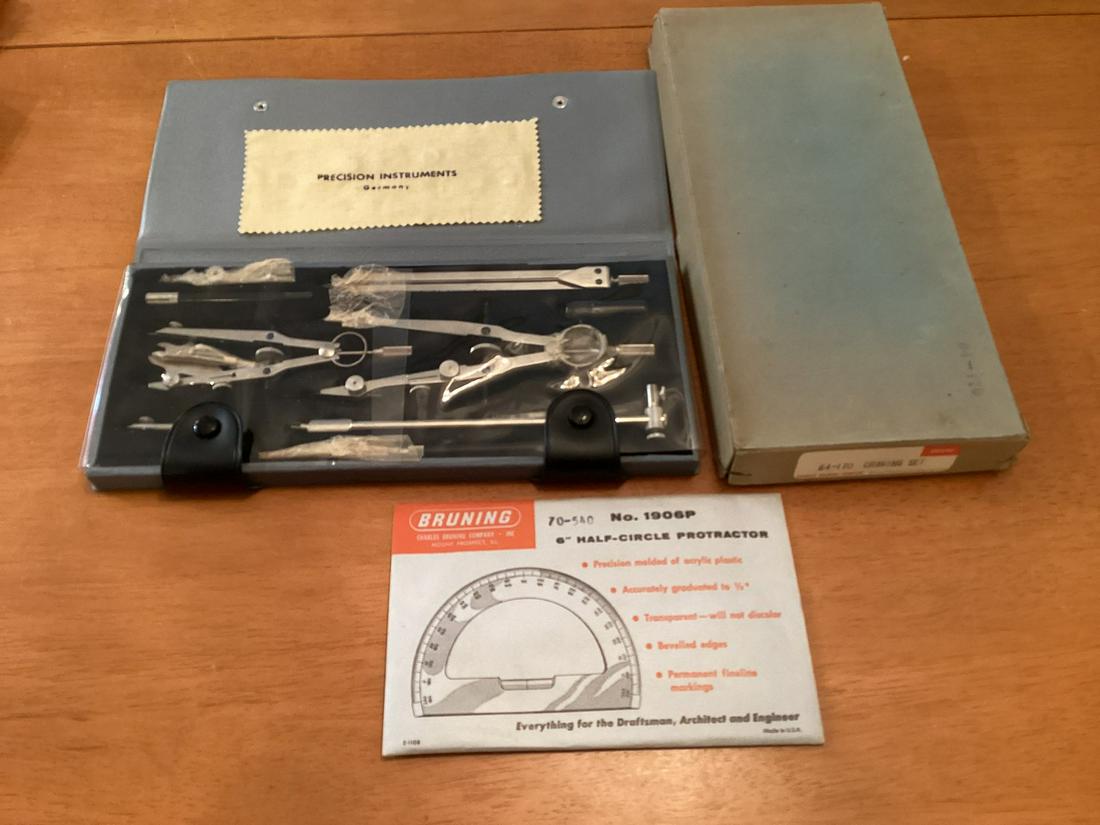 PRECISION INSTRUMENTS
Germany
64-170 DRAWING SET
BRUNING
CHARLES BRUNING COMPANY - INC
MOUNT PROSPECT, ILL
70-540 No. 1906P
6" HALF-CIRCLE PROTRACTOR
• Precision molded of acrylic plastic
• Accurately graduated to ½°
• Transparent—will not discolor
• Bevelled edges
• Permanent fineline
markings
Everything for the Draftsman, Architect and Engineer
Made in U.S.A.